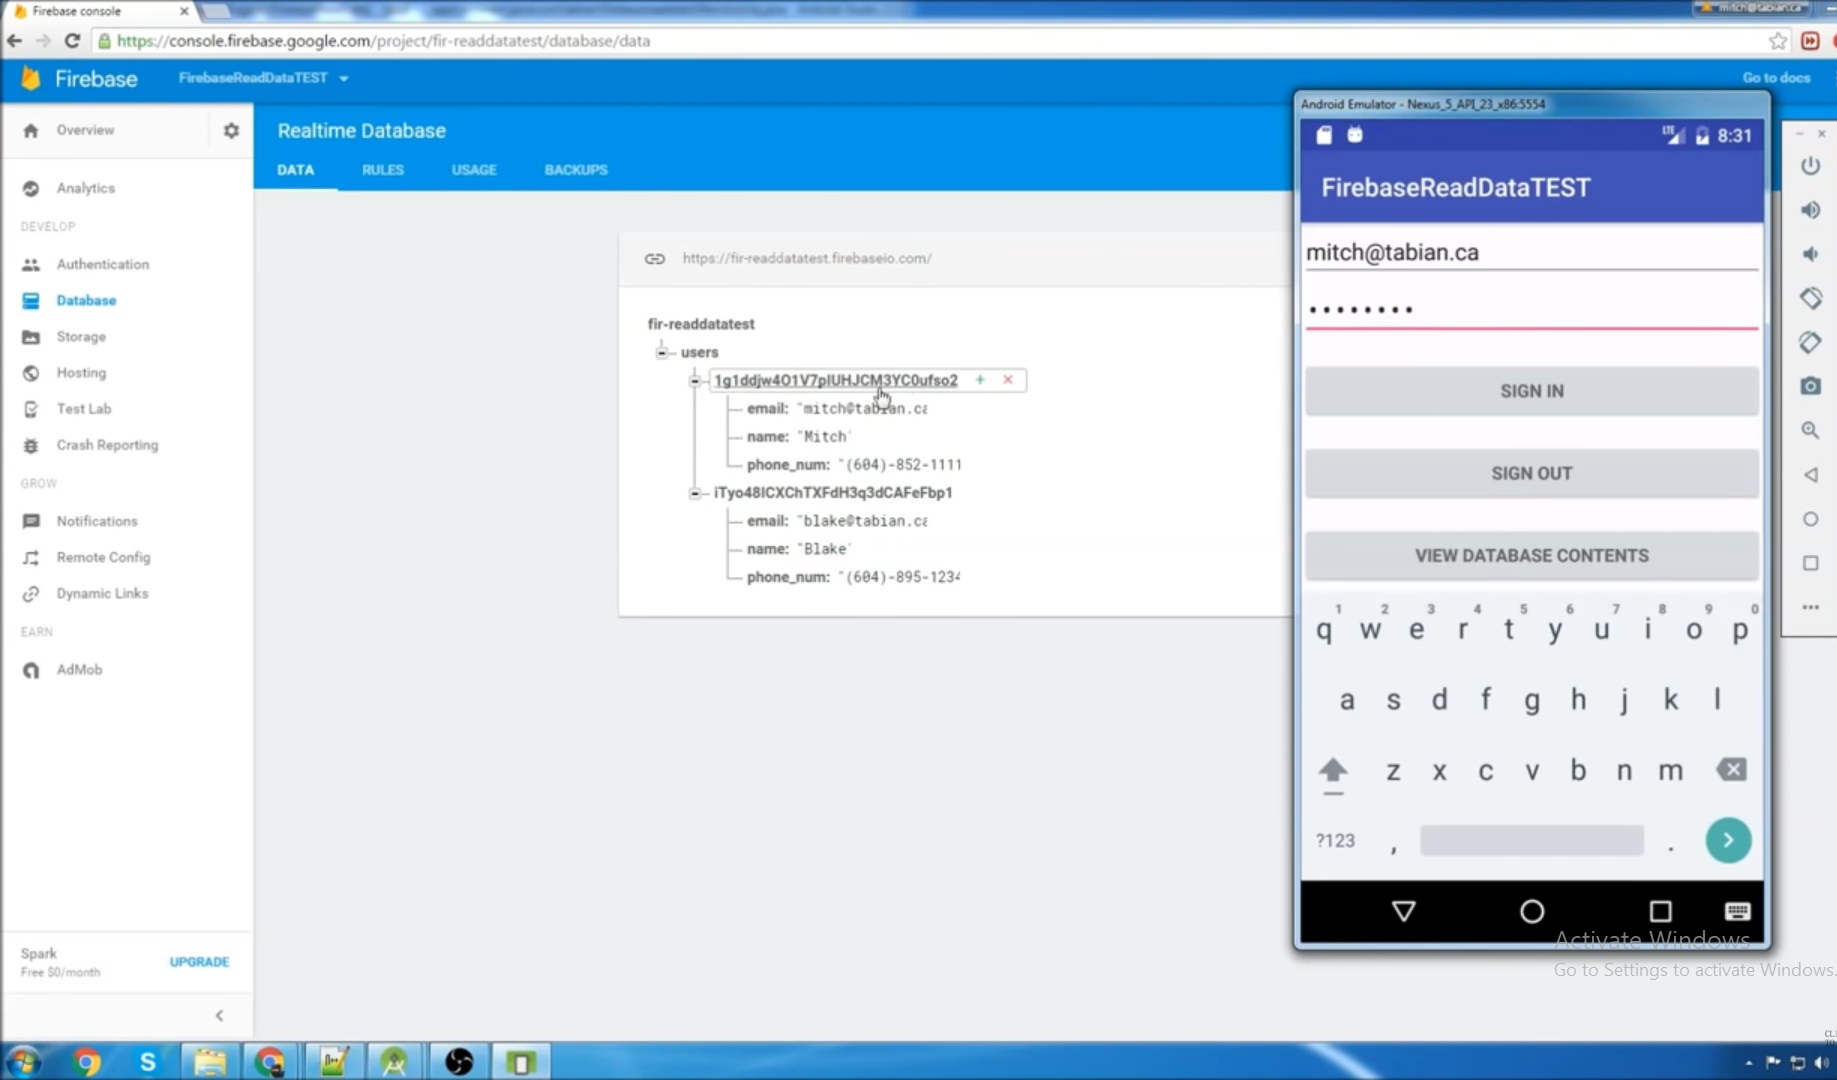 Firebase console
mitch@tabian.ca
https://console.firebase.google.com/project/fir-readdatatest/database/data
Firebase
FirebaseReadDataTEST
Go to docs
Overview
Analytics
DEVELOP
Authentication
Database
Storage
Hosting
Test Lab
Crash Reporting
GROW
Notifications
Remote Config
Dynamic Links
EARN
AdMob
Spark
Free $0/month
UPGRADE
Realtime Database
DATA RULES USAGE BACKUPS
https://fir-readdatatest.firebaseio.com/
fir-readdatatest
users
1g1ddjw4O1V7plUHJCM3YC0ufso2
email: "mitch@tabian.ca
name: "Mitch"
phone_num: "(604)-852-1111
iTyo48ICXChTXFdH3q3dCAFeFbp1
email: "blake@tabian.ca
name: "Blake"
phone_num: "(604)-895-1234
Android Emulator - Nexus_5_API_23_x86:5554
LTE 8:31
FirebaseReadDataTEST
mitch@tabian.ca
SIGN IN
SIGN OUT
VIEW DATABASE CONTENTS
1 2 3 4 5 6 7 8 9 0
q w e r t y u i o p
a s d f g h j k l
z x c v b n m
?123 , .
Activate Windows
Go to Settings to activate Windows.